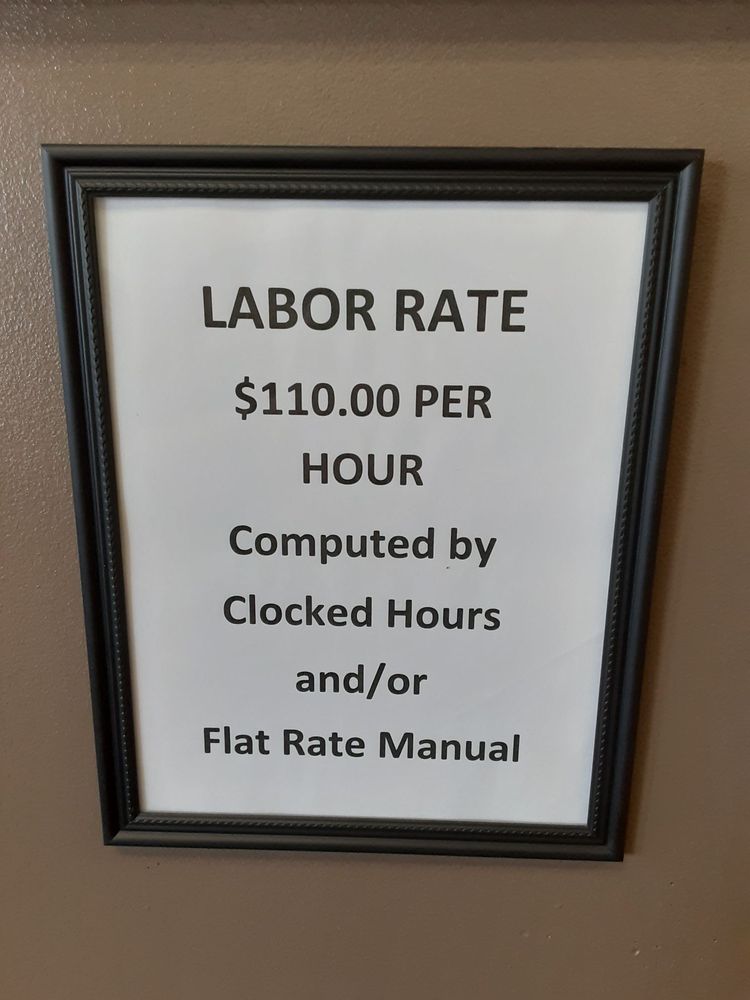 LABOR RATE
$110.00 PER
HOUR
Computed by
Clocked Hours
and/or
Flat Rate Manual